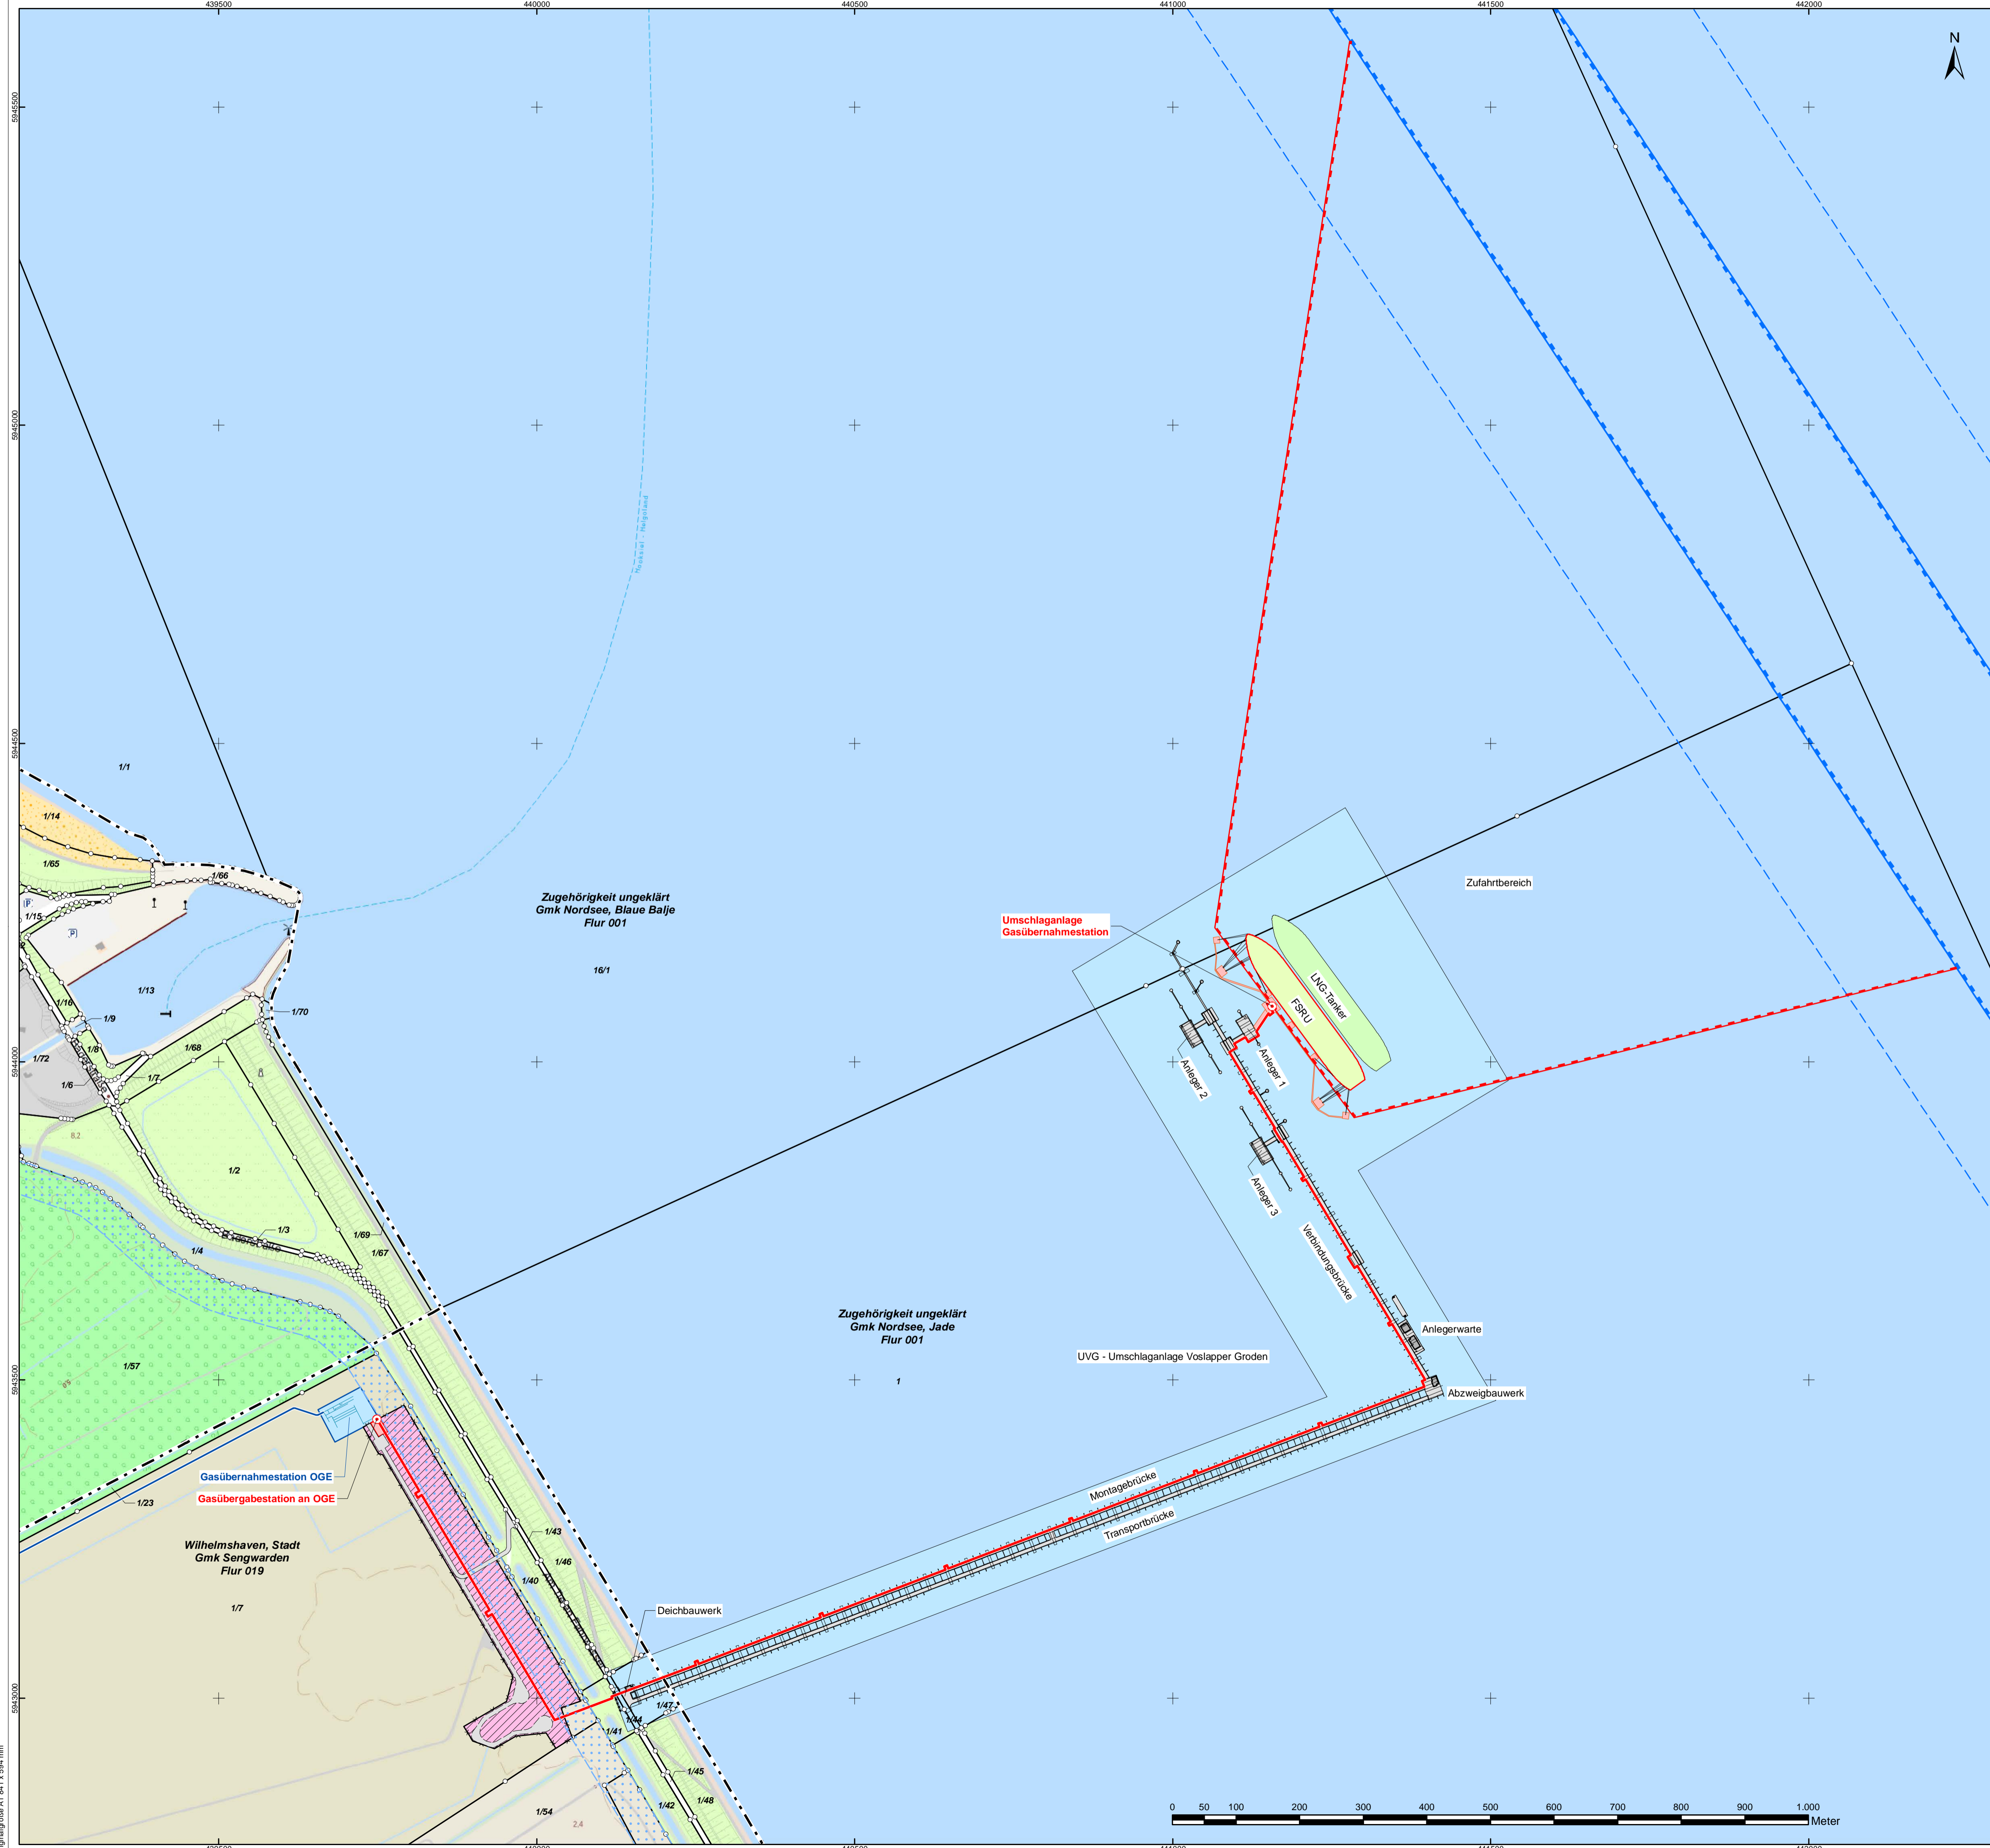 439500
440000
440500
441000
441500
442000
N
5945500
5945000
5944500
5944000
5943500
5943000
Hooksiel - Helgoland
1/1
1/14
1/65
1/66
P
1/15
P
1/13
1/16
1/9
1/70
1/8
1/68
1/72
1/6
1/7
8,2
1/2
1/3
1/4
1/69
1/67
1/57
Zugehörigkeit ungeklärt
Gmk Nordsee, Blaue Balje
Flur 001
16/1
Zufahrtbereich
Umschlaganlage
Gasübernahmestation
LNG-Tanker
FSRU
Anleger 1
Anleger 2
Anleger 3
Verbindungsbrücke
Anlegerwarte
Abzweigbauwerk
Zugehörigkeit ungeklärt
Gmk Nordsee, Jade
Flur 001
1
UVG - Umschlaganlage Voslapper Groden
Montagebrücke
Transportbrücke
Gasübernahmestation OGE
Gasübergabestation an OGE
1/23
Wilhelmshaven, Stadt
Gmk Sengwarden
Flur 019
1/7
1/43
1/46
1/40
Deichbauwerk
1/47
1/44
1/41
1/45
1/48
1/42
1/54
2,4
0 50 100 200 300 400 500 600 700 800 900 1.000
Meter